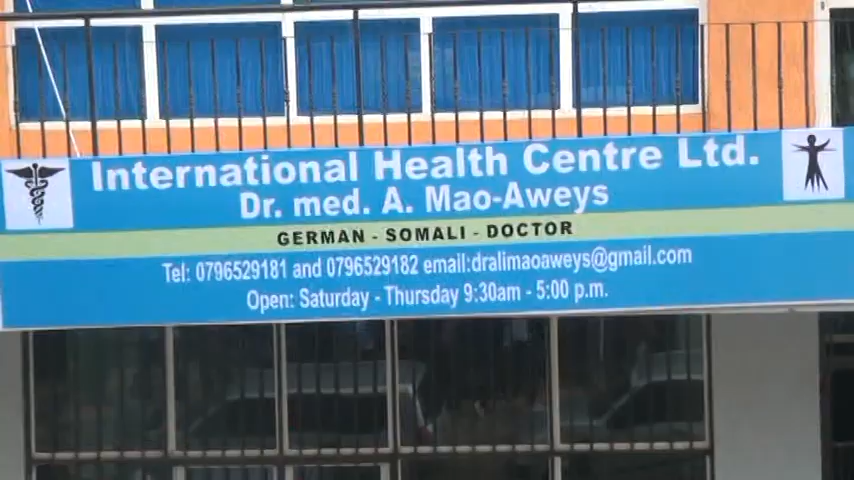 International Health Centre Ltd.
Dr. med. A. Mao-Aweys
GERMAN - SOMALI - DOCTOR
Tel: 0796529181 and 0796529182 email:dralimaoaweys@gmail.com
Open: Saturday - Thursday 9:30am - 5:00 p.m.